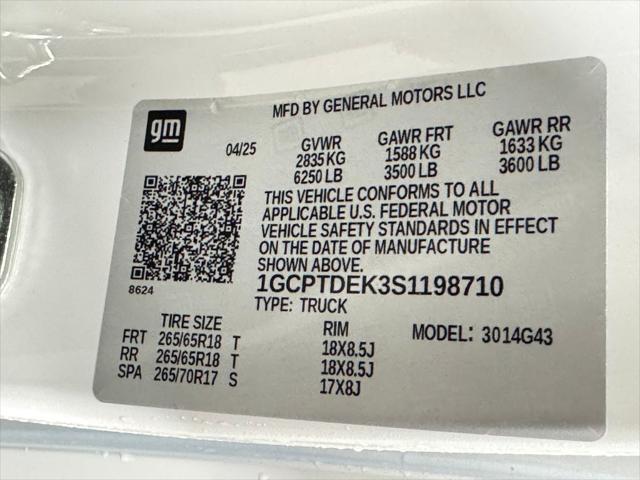 MFD BY GENERAL MOTORS LLC
gm
04/25 GVWR GAWR FRT GAWR RR
2835 KG 1588 KG 1633 KG
6250 LB 3500 LB 3600 LB
THIS VEHICLE CONFORMS TO ALL
APPLICABLE U.S. FEDERAL MOTOR
VEHICLE SAFETY STANDARDS IN EFFECT
ON THE DATE OF MANUFACTURE
SHOWN ABOVE
8624
1GCPTDEK3S1198710
TYPE: TRUCK
TIRE SIZE RIM MODEL: 3014G43
FRT 265/65R18 T 18X8.5J
RR 265/65R18 T 18X8.5J
SPA 265/70R17 S 17X8J